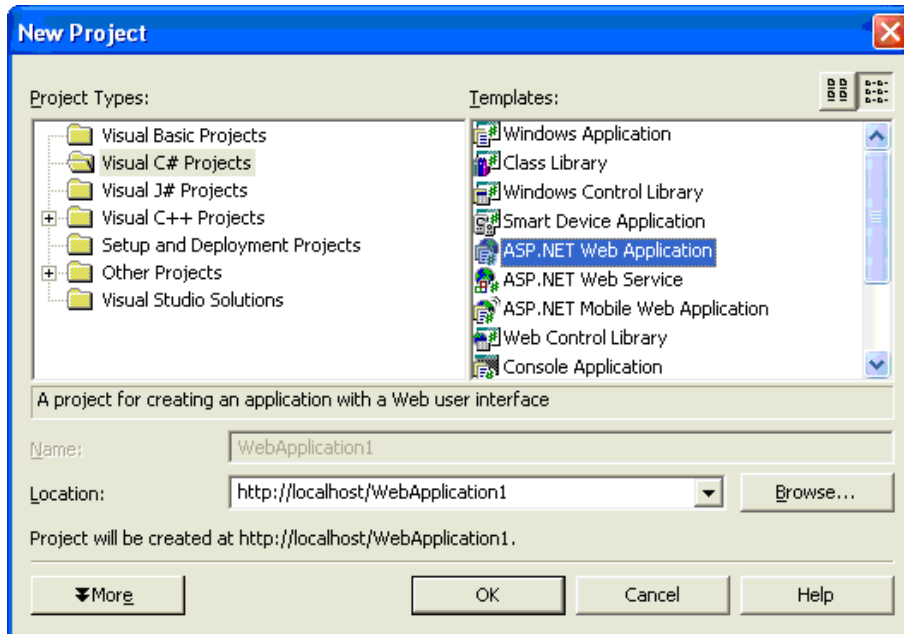 New Project
Project Types:
Templates:
Visual Basic Projects
Visual C# Projects
Visual J# Projects
Visual C++ Projects
Setup and Deployment Projects
Other Projects
Visual Studio Solutions
Windows Application
Class Library
Windows Control Library
Smart Device Application
ASP.NET Web Application
ASP.NET Web Service
ASP.NET Mobile Web Application
Web Control Library
Console Application
A project for creating an application with a Web user interface
Name:
WebApplication1
Location:
http://localhost/WebApplication1
Browse...
Project will be created at http://localhost/WebApplication1.
More
OK
Cancel
Help